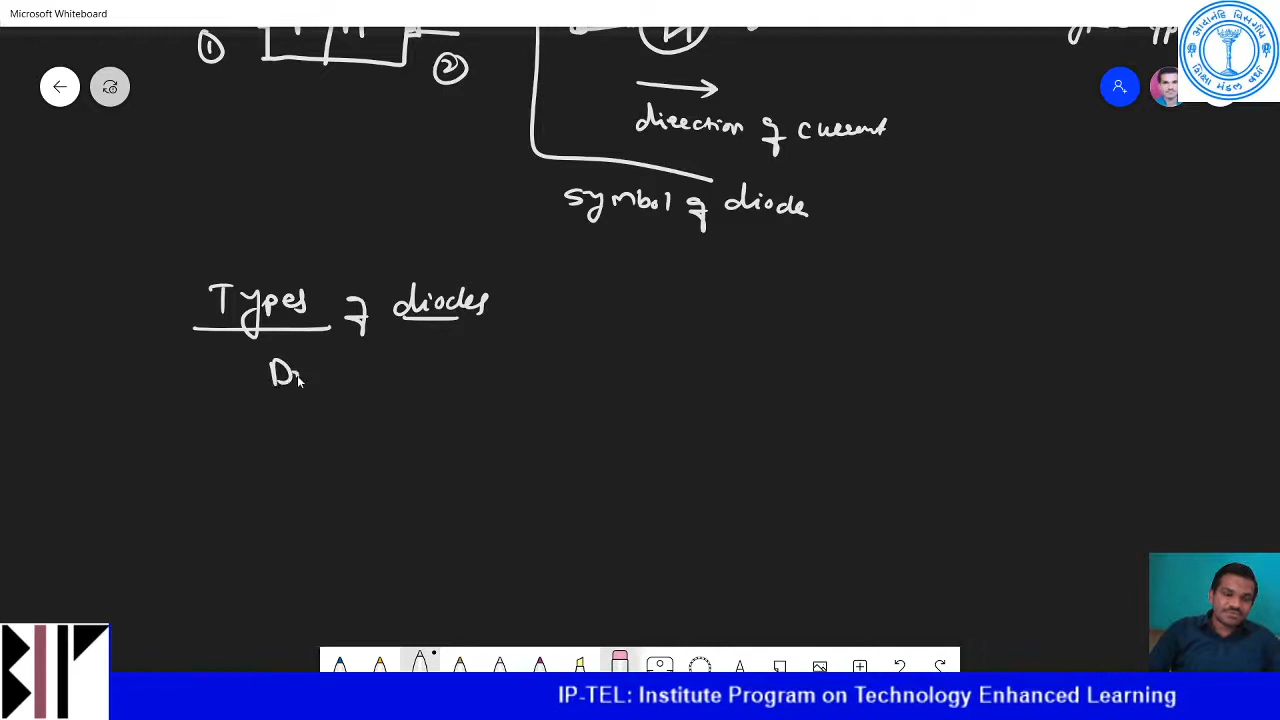 Microsoft Whiteboard
①
②
direction of current
symbol of diode
Types of diodes
D
BIT
IP-TEL: Institute Program on Technology Enhanced Learning